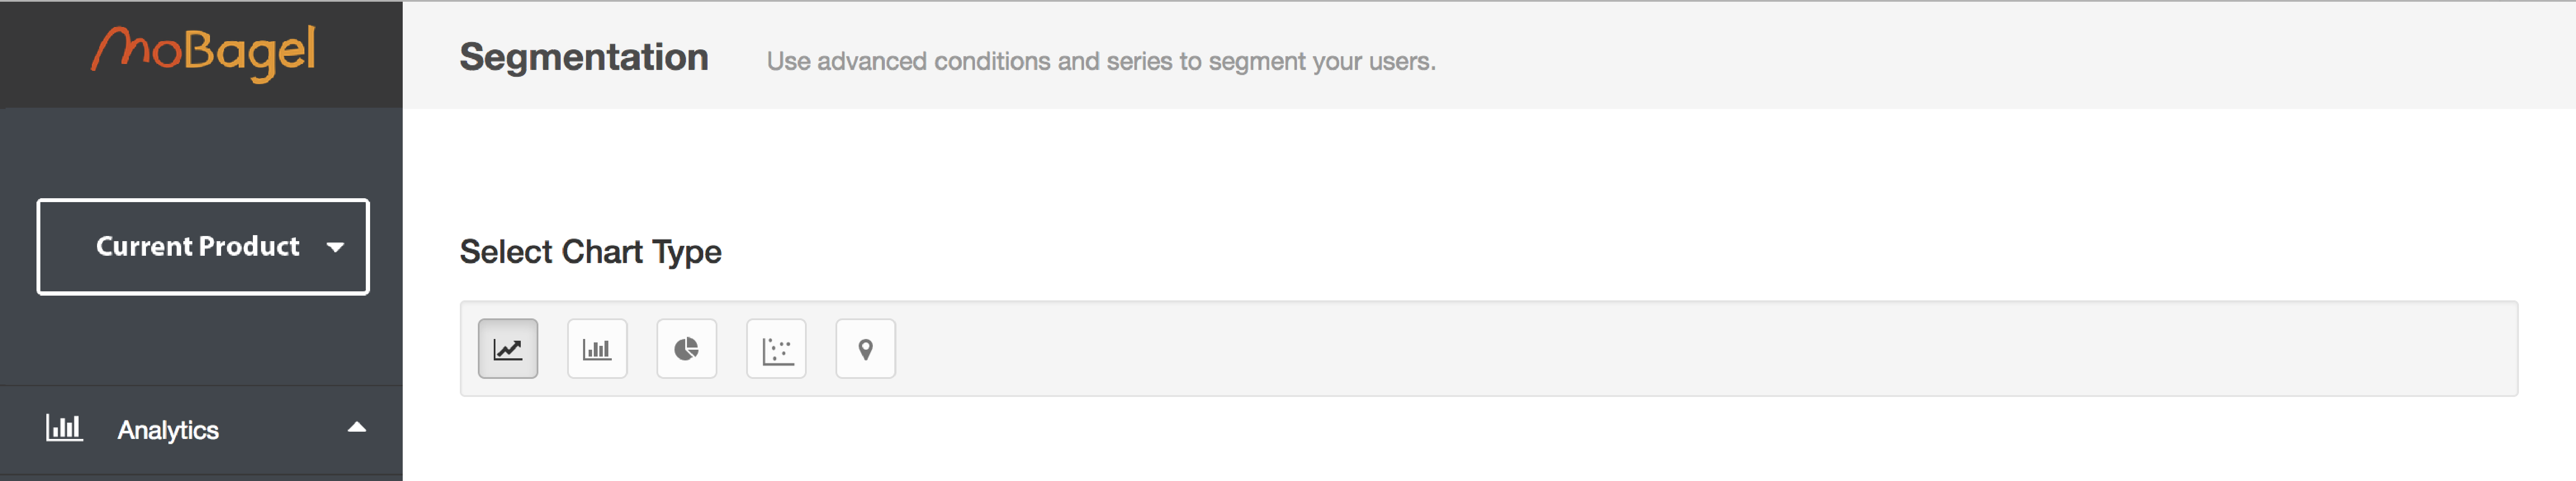 MoBagel
Segmentation Use advanced conditions and series to segment your users.
Current Product
Select Chart Type
Analytics